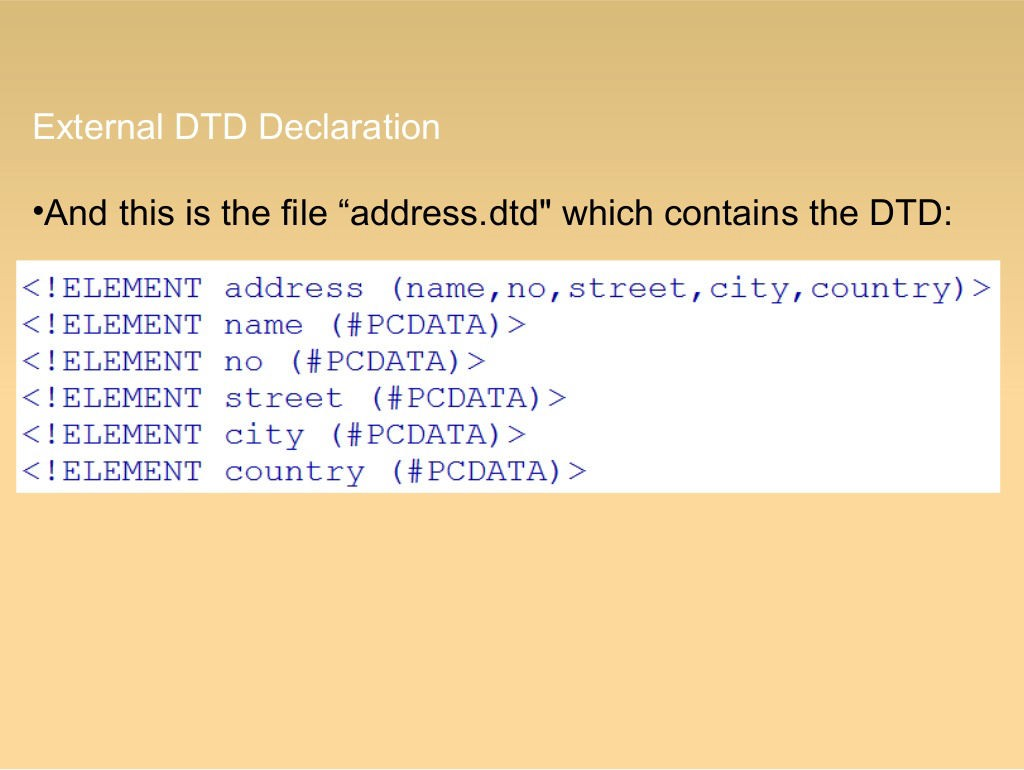 External DTD Declaration
•And this is the file “address.dtd" which contains the DTD:
<!ELEMENT address (name,no,street,city,country)>
<!ELEMENT name (#PCDATA)>
<!ELEMENT no (#PCDATA)>
<!ELEMENT street (#PCDATA)>
<!ELEMENT city (#PCDATA)>
<!ELEMENT country (#PCDATA)>